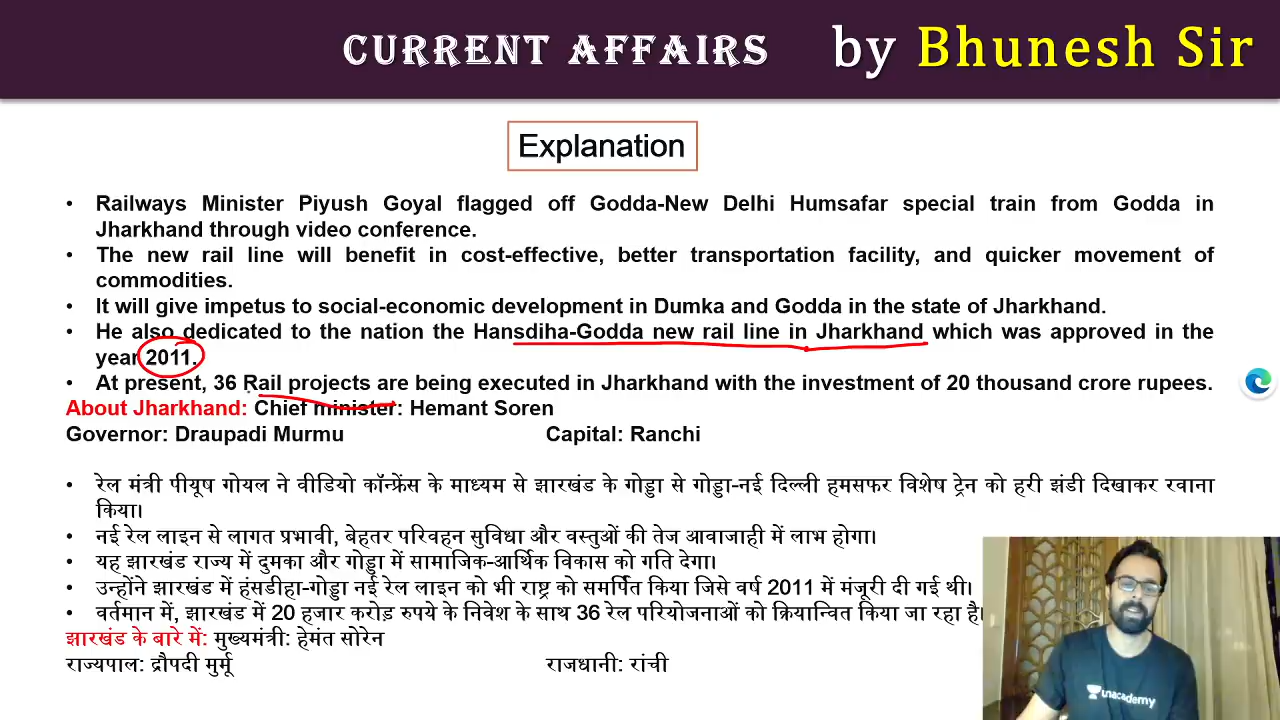 CURRENT AFFAIRS by Bhunesh Sir
Explanation
• Railways Minister Piyush Goyal flagged off Godda-New Delhi Humsafar special train from Godda in
Jharkhand through video conference.
• The new rail line will benefit in cost-effective, better transportation facility, and quicker movement of
commodities.
• It will give impetus to social-economic development in Dumka and Godda in the state of Jharkhand.
• He also dedicated to the nation the Hansdiha-Godda new rail line in Jharkhand which was approved in the
year 2011.
• At present, 36 Rail projects are being executed in Jharkhand with the investment of 20 thousand crore rupees.
About Jharkhand: Chief minister: Hemant Soren
Governor: Draupadi Murmu Capital: Ranchi
• रेल मंत्री पीयूष गोयल ने वीडियो कॉन्फ्रेंस के माध्यम से झारखंड के गोड्डा से गोड्डा-नई दिल्ली हमसफर विशेष ट्रेन को हरी झंडी दिखाकर रवाना
किया।
• नई रेल लाइन से लागत प्रभावी, बेहतर परिवहन सुविधा और वस्तुओं की तेज आवाजाही में लाभ होगा।
• यह झारखंड राज्य में दुमका और गोड्डा में सामाजिक-आर्थिक विकास को गति देगा।
• उन्होंने झारखंड में हंसडीहा-गोड्डा नई रेल लाइन को भी राष्ट्र को समर्पित किया जिसे वर्ष 2011 में मंजूरी दी गई थी।
• वर्तमान में, झारखंड में 20 हजार करोड़ रुपये के निवेश के साथ 36 रेल परियोजनाओं को क्रियान्वित किया जा रहा है।
झारखंड के बारे में: मुख्यमंत्री: हेमंत सोरेन
राज्यपाल: द्रौपदी मुर्मू राजधानी: रांची
unacademy